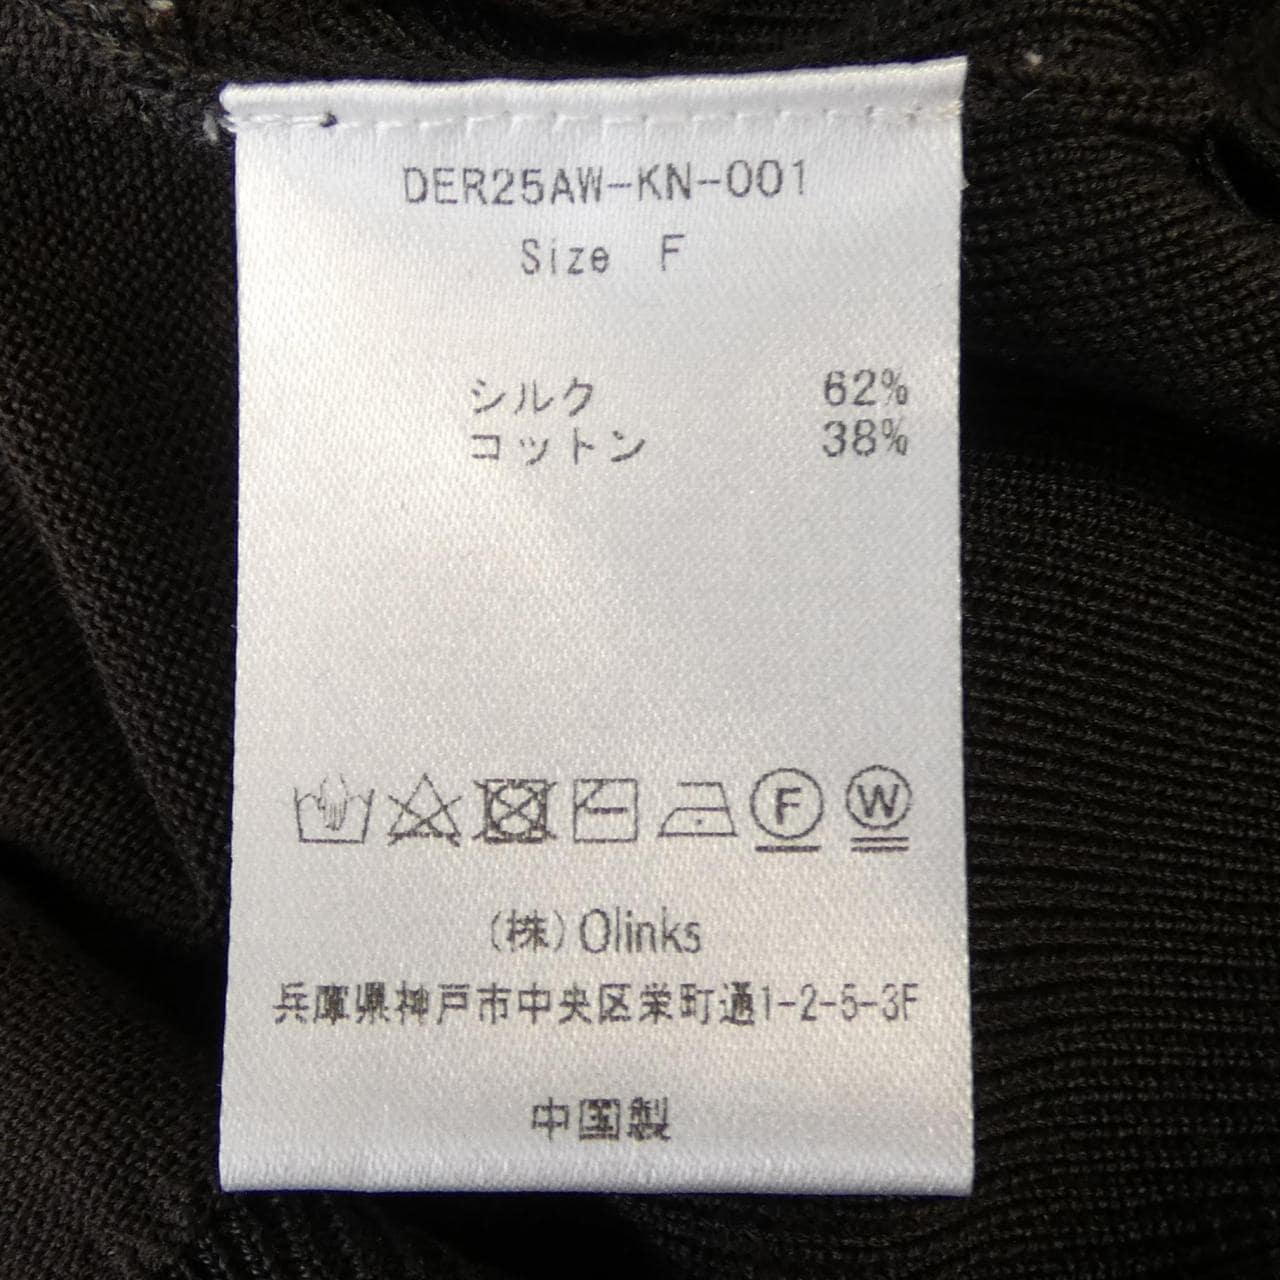 DER25AW-KN-001
Size F
シルク 62%
コットン 38%
F W
(株)Olinks
兵庫県神戸市中央区栄町通1-2-5-3F
中国製